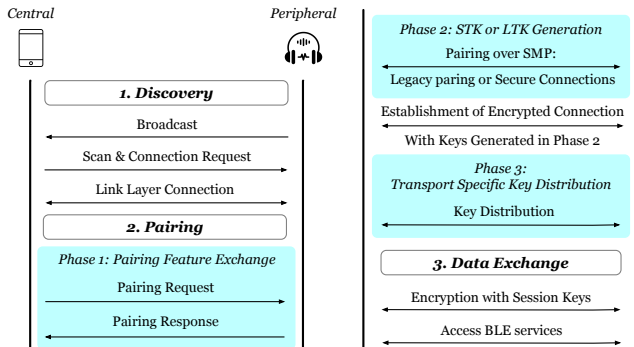 Central
Peripheral
1. Discovery
Broadcast
Scan & Connection Request
Link Layer Connection
2. Pairing
Phase 1: Pairing Feature Exchange
Pairing Request
Pairing Response
Phase 2: STK or LTK Generation
Pairing over SMP:
Legacy paring or Secure Connections
Establishment of Encrypted Connection
With Keys Generated in Phase 2
Phase 3:
Transport Specific Key Distribution
Key Distribution
3. Data Exchange
Encryption with Session Keys
Access BLE services